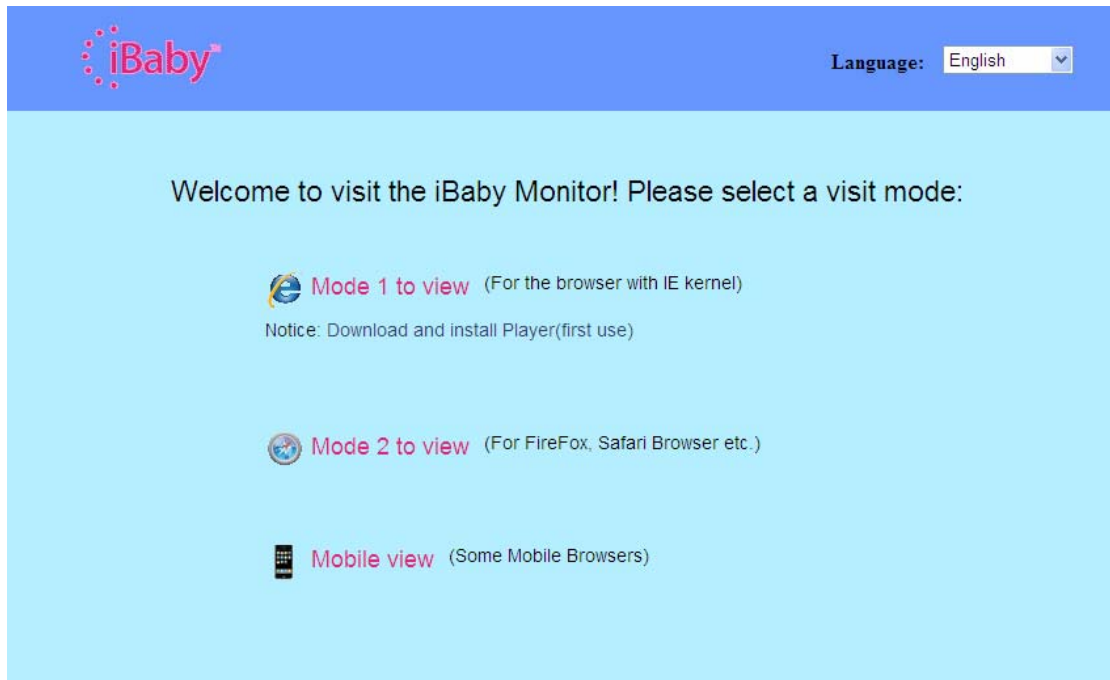 iBaby™
Language: English
Welcome to visit the iBaby Monitor! Please select a visit mode:
Mode 1 to view (For the browser with IE kernel)
Notice: Download and install Player(first use)
Mode 2 to view (For FireFox, Safari Browser etc.)
Mobile view (Some Mobile Browsers)